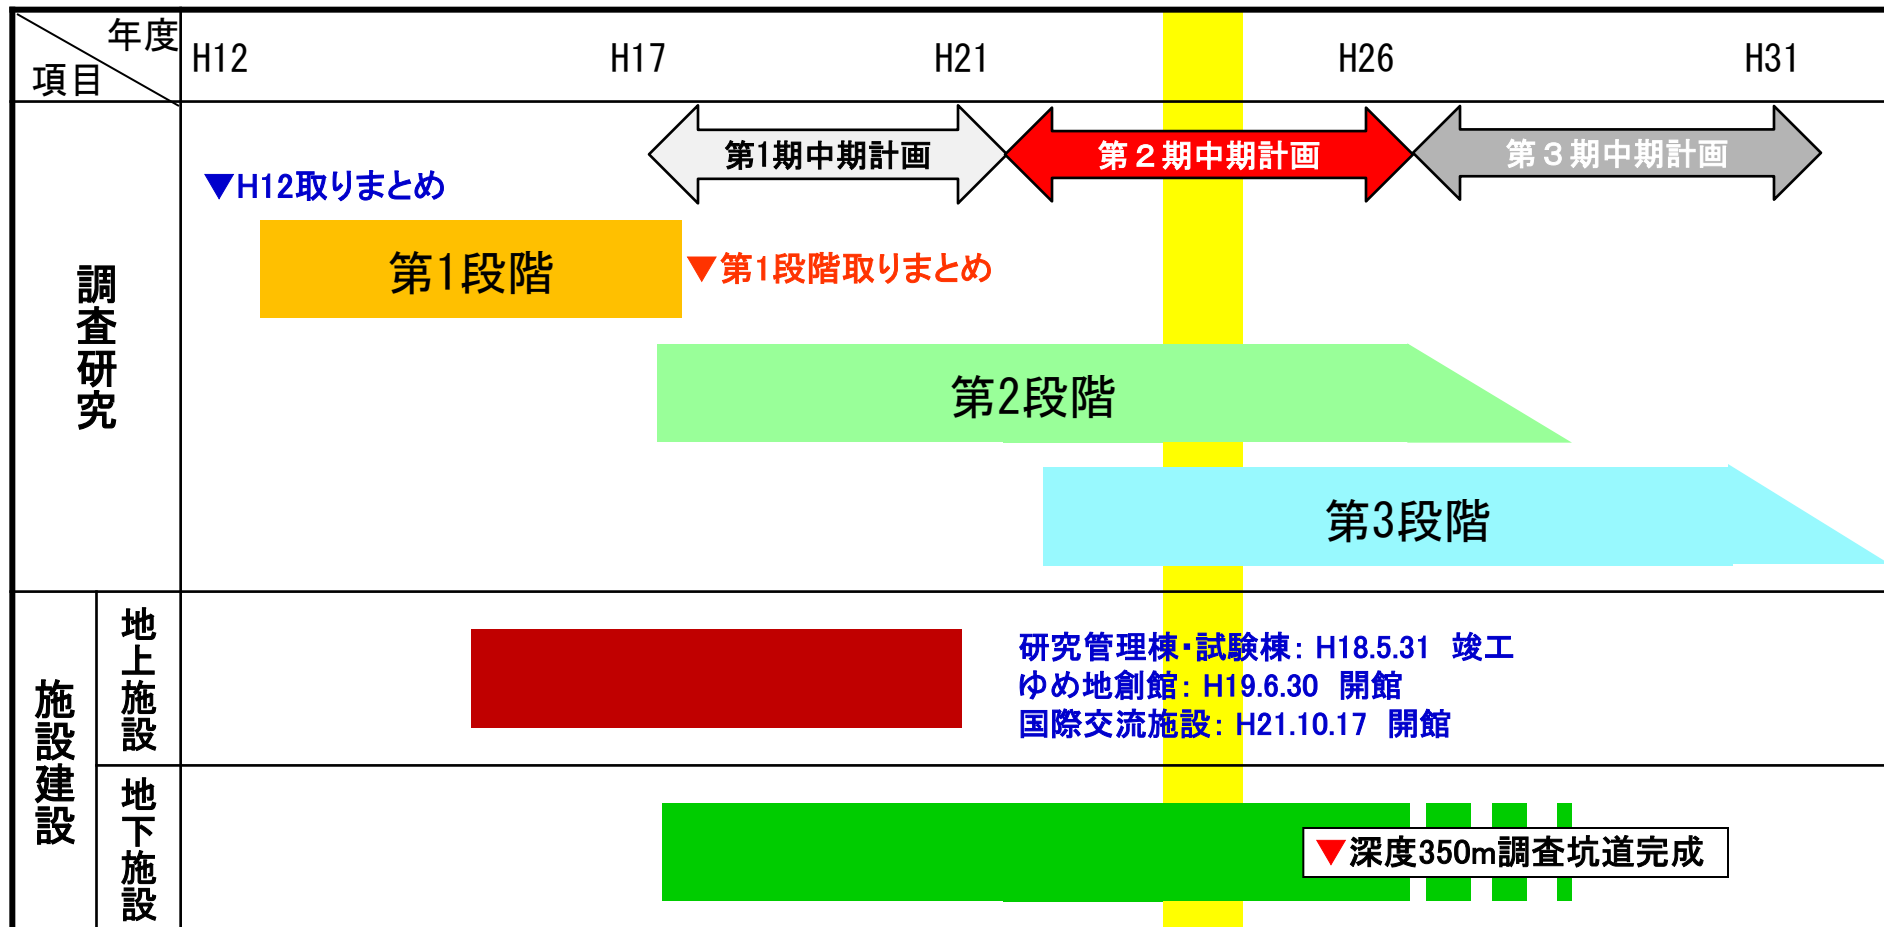 年度
項目
H12 H17 H21 H26 H31
第1期中期計画 第２期中期計画 第３期中期計画
▼H12取りまとめ
調査研究
第1段階
▼第1段階取りまとめ
第2段階
第3段階
施設建設
地上施設
研究管理棟・試験棟：H18.5.31 竣工
ゆめ地創館：H19.6.30 開館
国際交流施設：H21.10.17 開館
地下施設
▼深度350m調査坑道完成